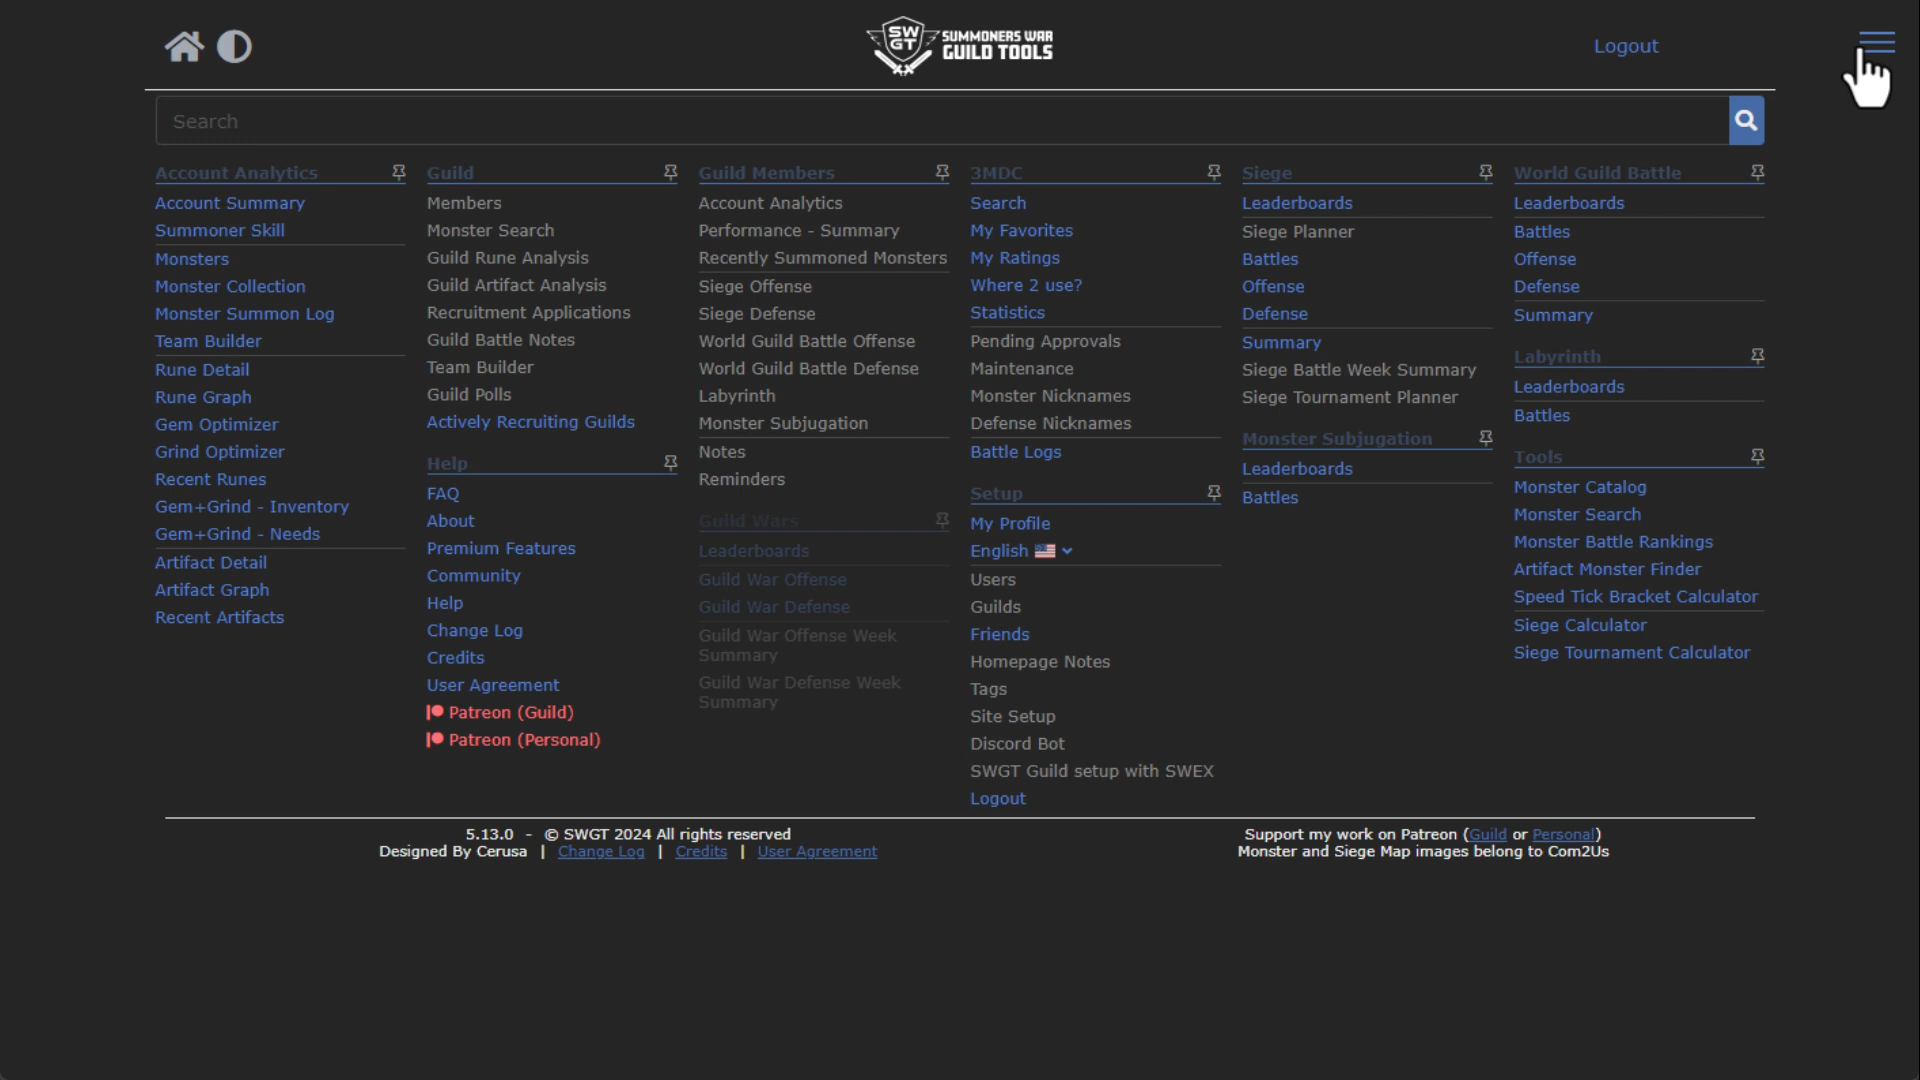 SW
GT
SUMMONERS WAR
GUILD TOOLS
Logout
Search
Account Analytics
Account Summary
Summoner Skill
Monsters
Monster Collection
Monster Summon Log
Team Builder
Rune Detail
Rune Graph
Gem Optimizer
Grind Optimizer
Recent Runes
Gem+Grind - Inventory
Gem+Grind - Needs
Artifact Detail
Artifact Graph
Recent Artifacts
Guild
Members
Monster Search
Guild Rune Analysis
Guild Artifact Analysis
Recruitment Applications
Guild Battle Notes
Team Builder
Guild Polls
Actively Recruiting Guilds
Help
FAQ
About
Premium Features
Community
Help
Change Log
Credits
User Agreement
Patreon (Guild)
Patreon (Personal)
Guild Members
Account Analytics
Performance - Summary
Recently Summoned Monsters
Siege Offense
Siege Defense
World Guild Battle Offense
World Guild Battle Defense
Labyrinth
Monster Subjugation
Notes
Reminders
Guild Wars
Leaderboards
Guild War Offense
Guild War Defense
Guild War Offense Week
Summary
Guild War Defense Week
Summary
3MDC
Search
My Favorites
My Ratings
Where 2 use?
Statistics
Pending Approvals
Maintenance
Monster Nicknames
Defense Nicknames
Battle Logs
Setup
My Profile
English
Users
Guilds
Friends
Homepage Notes
Tags
Site Setup
Discord Bot
SWGT Guild setup with SWEX
Logout
Siege
Leaderboards
Siege Planner
Battles
Offense
Defense
Summary
Siege Battle Week Summary
Siege Tournament Planner
Monster Subjugation
Leaderboards
Battles
World Guild Battle
Leaderboards
Battles
Offense
Defense
Summary
Labyrinth
Leaderboards
Battles
Tools
Monster Catalog
Monster Search
Monster Battle Rankings
Artifact Monster Finder
Speed Tick Bracket Calculator
Siege Calculator
Siege Tournament Calculator
5.13.0 - © SWGT 2024 All rights reserved
Designed By Cerusa | Change Log | Credits | User Agreement
Support my work on Patreon (Guild or Personal)
Monster and Siege Map images belong to Com2Us